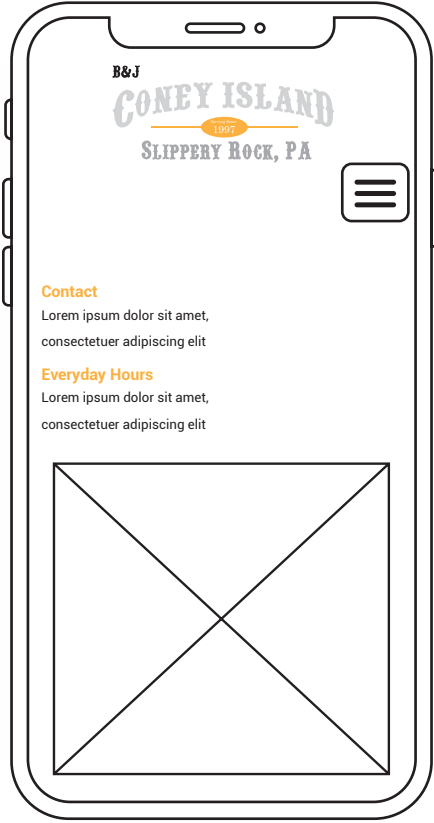 B&J
CONEY ISLAND
1997
SLIPPERY ROCK, PA
Contact
Lorem ipsum dolor sit amet,
consectetuer adipiscing elit
Everyday Hours
Lorem ipsum dolor sit amet,
consectetuer adipiscing elit